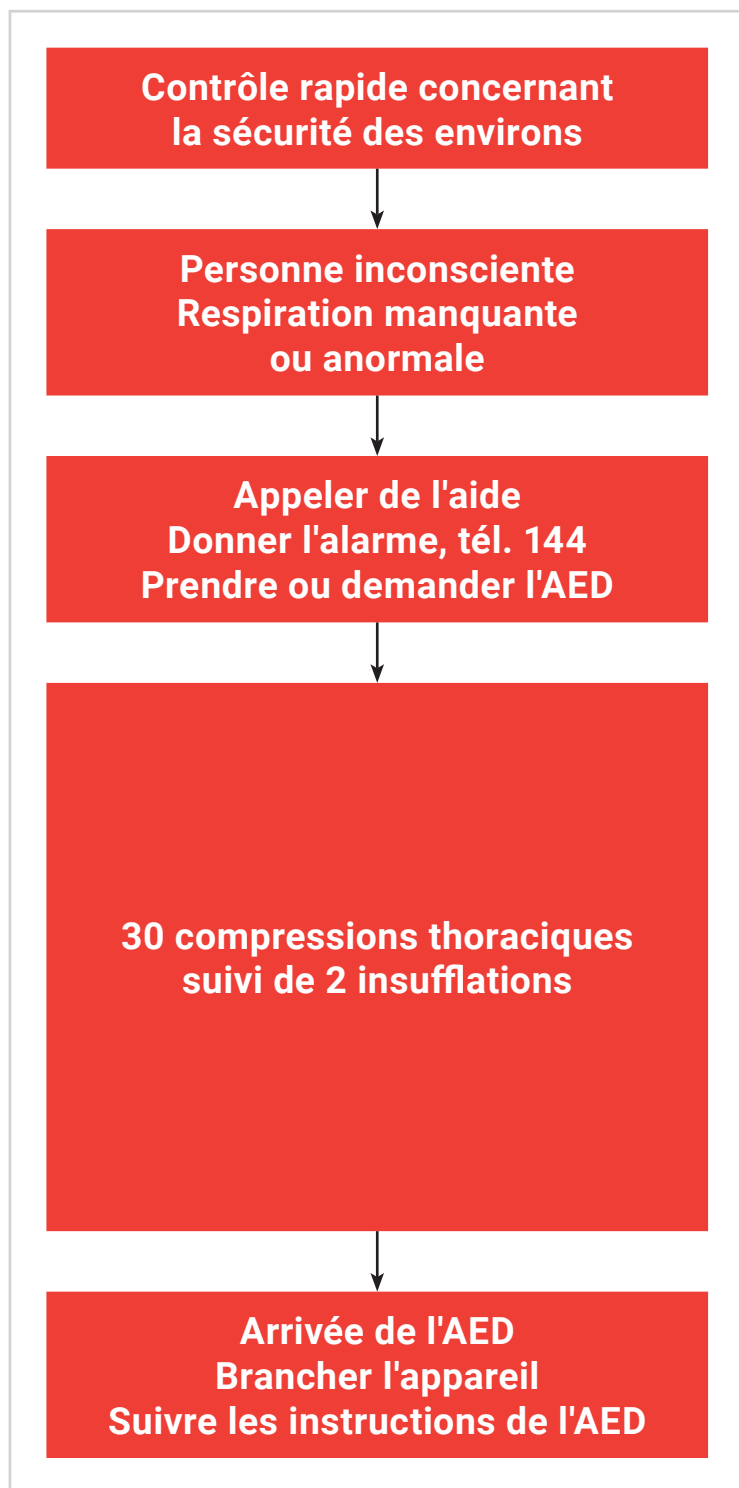 Contrôle rapide concernant
la sécurité des environs
Personne inconsciente
Respiration manquante
ou anormale
Appeler de l'aide
Donner l'alarme, tél. 144
Prendre ou demander l'AED
30 compressions thoraciques
suivi de 2 insufflations
Arrivée de l'AED
Brancher l'appareil
Suivre les instructions de l'AED